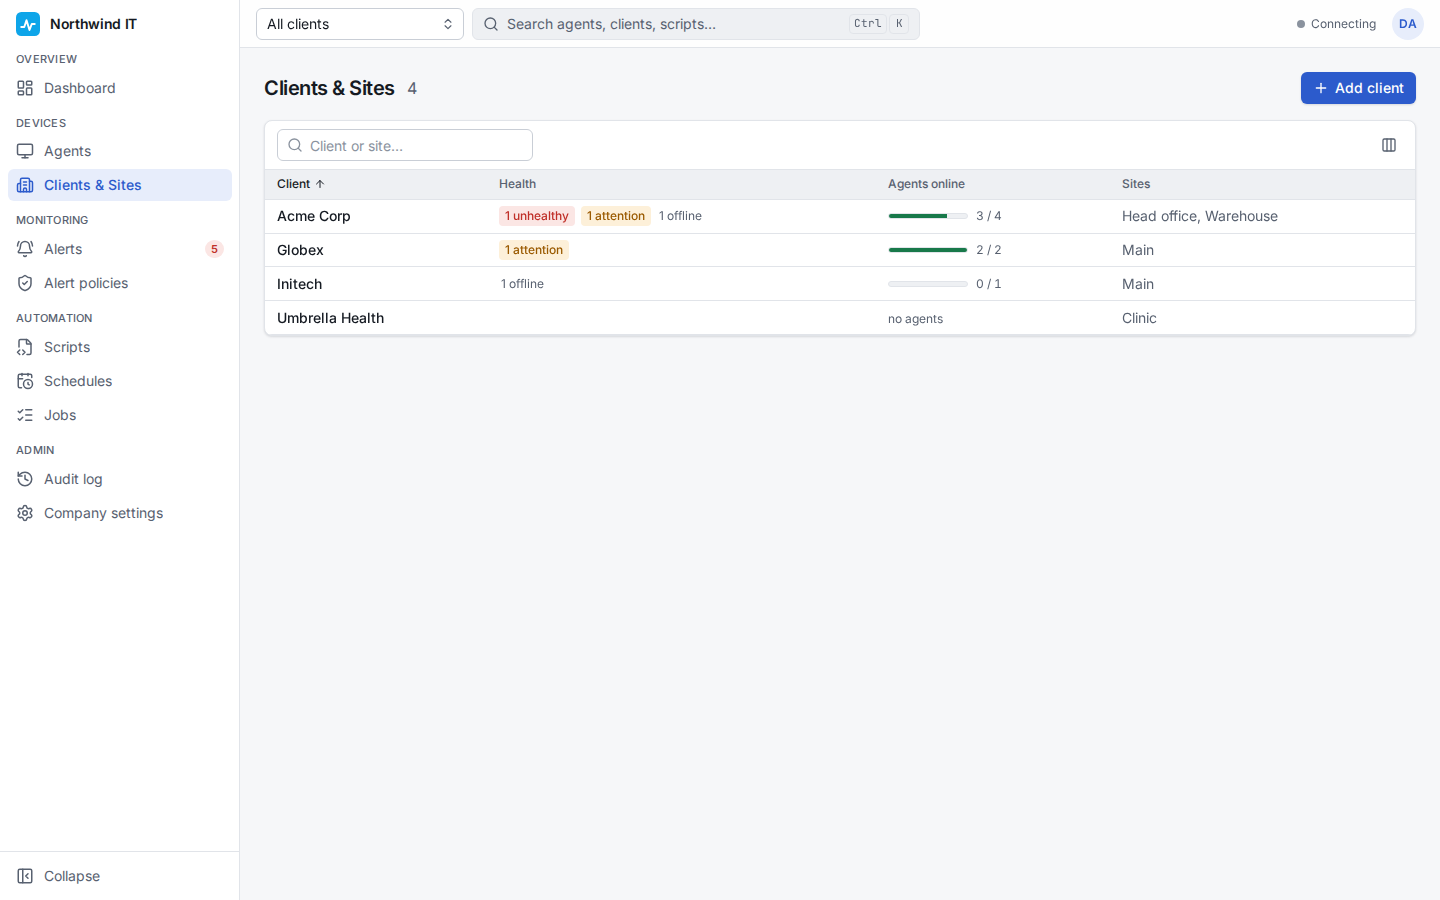 Northwind IT
All clients
Search agents, clients, scripts...
Ctrl K
Connecting
DA
OVERVIEW
Dashboard
DEVICES
Agents
Clients & Sites
MONITORING
Alerts 5
Alert policies
AUTOMATION
Scripts
Schedules
Jobs
ADMIN
Audit log
Company settings
Collapse
Clients & Sites 4
Add client
Client or site...
Client Health Agents online Sites
Acme Corp 1 unhealthy 1 attention 1 offline 3 / 4 Head office, Warehouse
Globex 1 attention 2 / 2 Main
Initech 1 offline 0 / 1 Main
Umbrella Health no agents Clinic